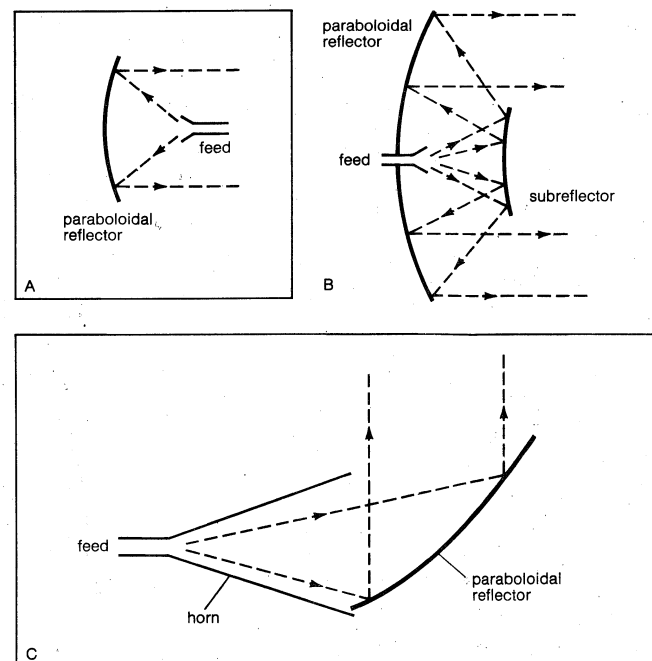 feed
paraboloidal
reflector
A
paraboloidal
reflector
feed
subreflector
B
feed
horn
paraboloidal
reflector
C